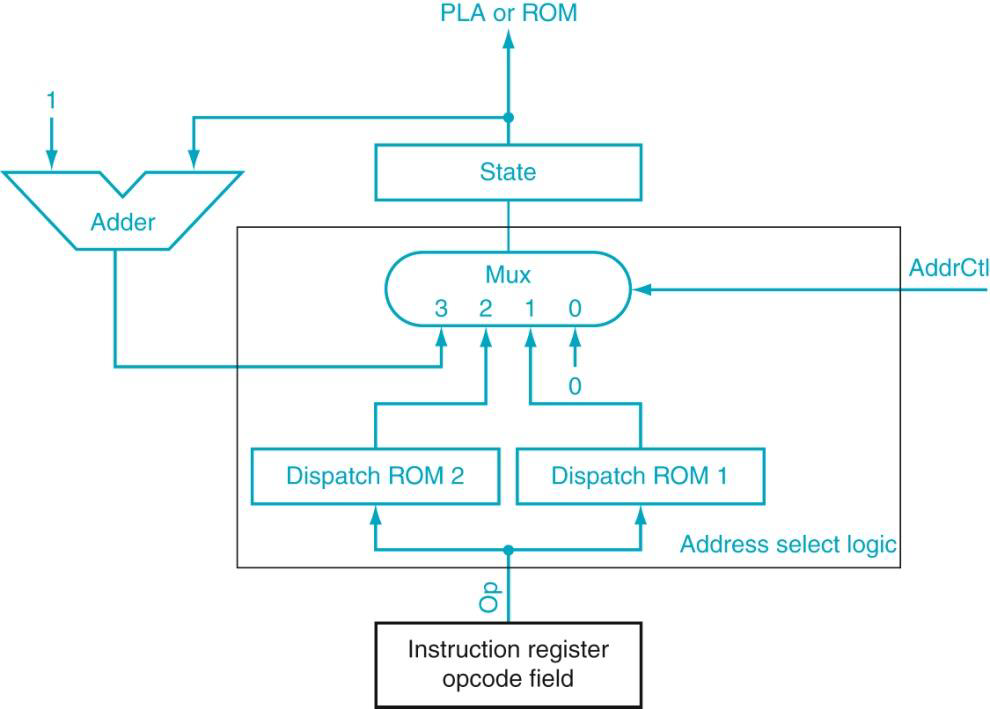 PLA or ROM
1
State
Adder
AddrCtl
Mux
3 2 1 0
0
Dispatch ROM 2
Dispatch ROM 1
Address select logic
Op
Instruction register
opcode field